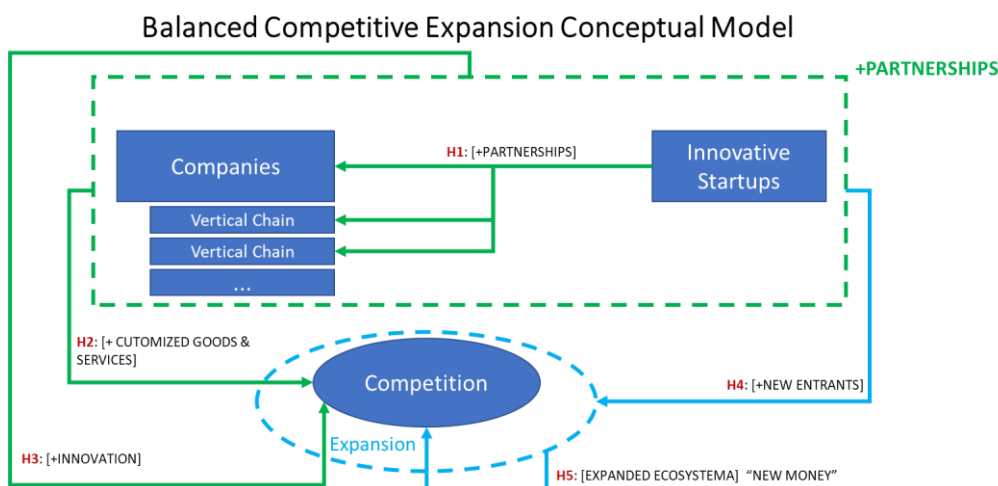 Balanced Competitive Expansion Conceptual Model
+PARTNERSHIPS
H1: [+PARTNERSHIPS]
Companies
Innovative
Startups
Vertical Chain
Vertical Chain
...
H2: [+ CUTOMIZED GOODS &
SERVICES]
Competition
H4: [+NEW ENTRANTS]
Expansion
H3: [+INNOVATION]
H5: [EXPANDED ECOSYSTEMA] “NEW MONEY”